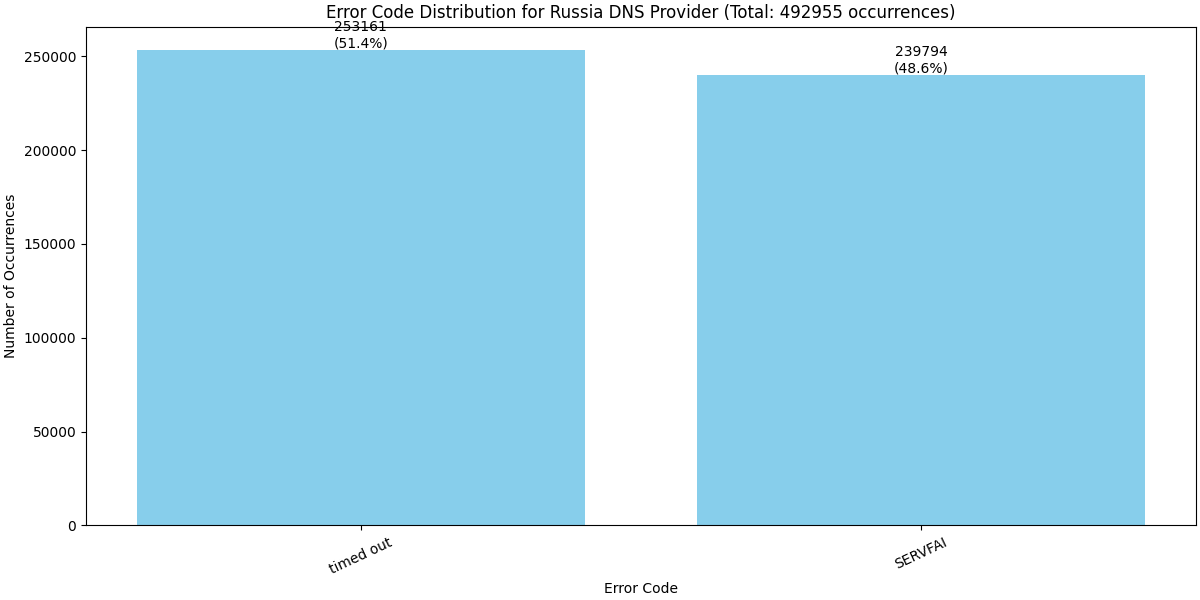 Error Code Distribution for Russia DNS Provider (Total: 492955 occurrences)
253161
(51.4%)
239794
(48.6%)
250000
200000
150000
100000
50000
0
Number of Occurrences
timed out
SERVFAI
Error Code